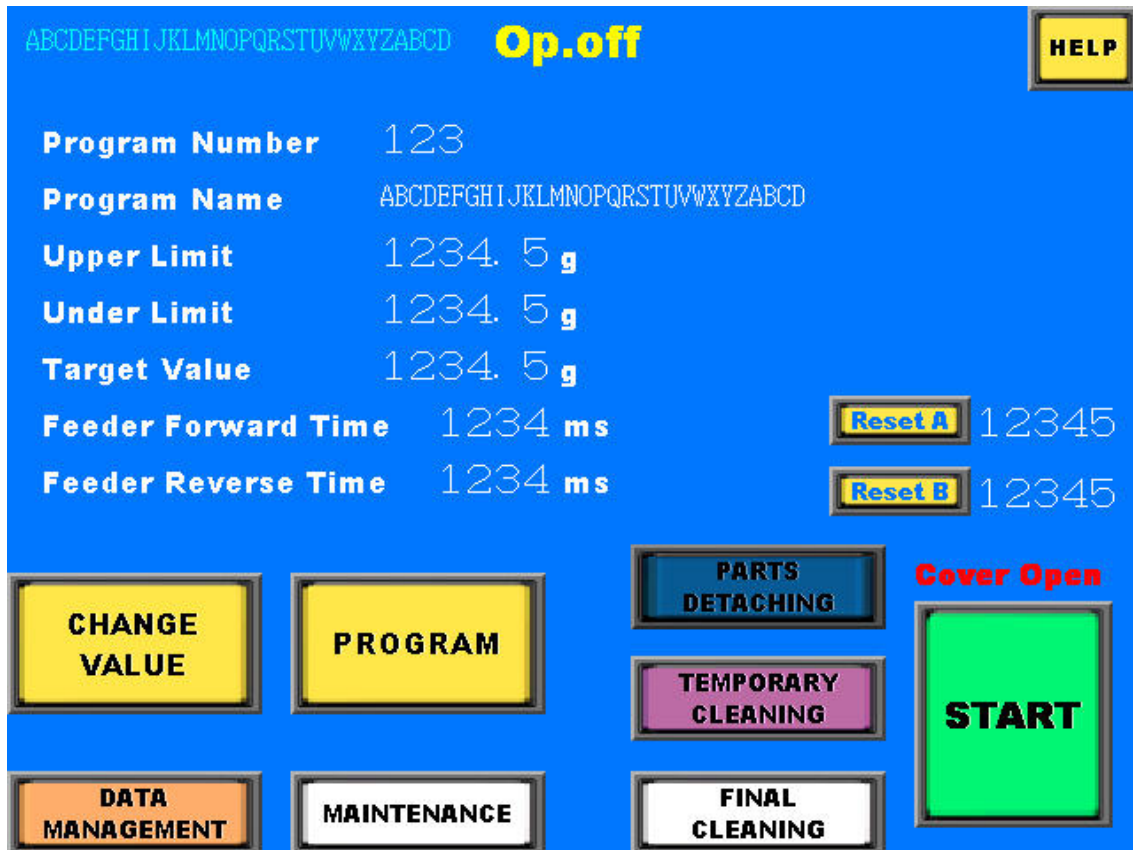 ABCDEFGHIJKLMNOPQRSTUVWXYZABCD Op.off HELP
Program Number 123
Program Name ABCDEFGHIJKLMNOPQRSTUVWXYZABCD
Upper Limit 1234. 5 g
Under Limit 1234. 5 g
Target Value 1234. 5 g
Feeder Forward Time 1234 ms Reset A 12345
Feeder Reverse Time 1234 ms Reset B 12345
CHANGE
VALUE
PROGRAM
PARTS
DETACHING
Cover Open
TEMPORARY
CLEANING
START
DATA
MANAGEMENT
MAINTENANCE
FINAL
CLEANING